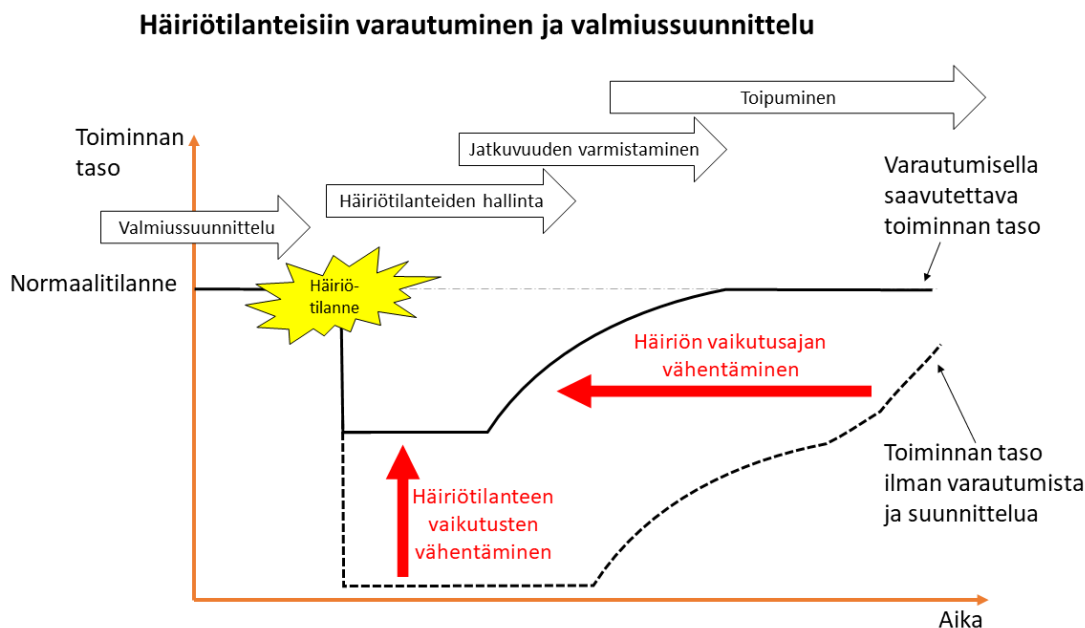 Häiriötilanteisiin varautuminen ja valmiussuunnittelu
Toipuminen
Toiminnan
taso
Jatkuvuuden varmistaminen
Varautumisella
saavutettava
toiminnan taso
Häiriötilanteiden hallinta
Valmiussuunnittelu
Normaalitilanne
Häiriö-
tilanne
Häiriön vaikutusajan
vähentäminen
Toiminnan taso
ilman varautumista
ja suunnittelua
Häiriötilanteen
vaikutusten
vähentäminen
Aika